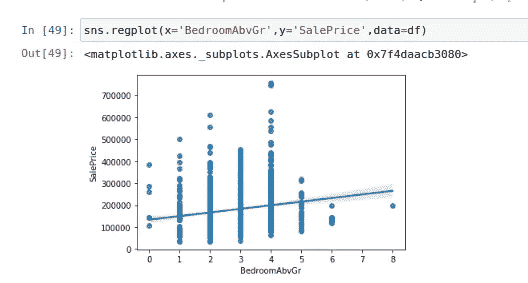 In [49]: sns.regplot(x='BedroomAbvGr',y='SalePrice',data=df)
Out[49]: <matplotlib.axes._subplots.AxesSubplot at 0x7f4daacb3080>
700000
600000
500000
400000
300000
200000
100000
0
SalePrice
0 1 2 3 4 5 6 7 8
BedroomAbvGr